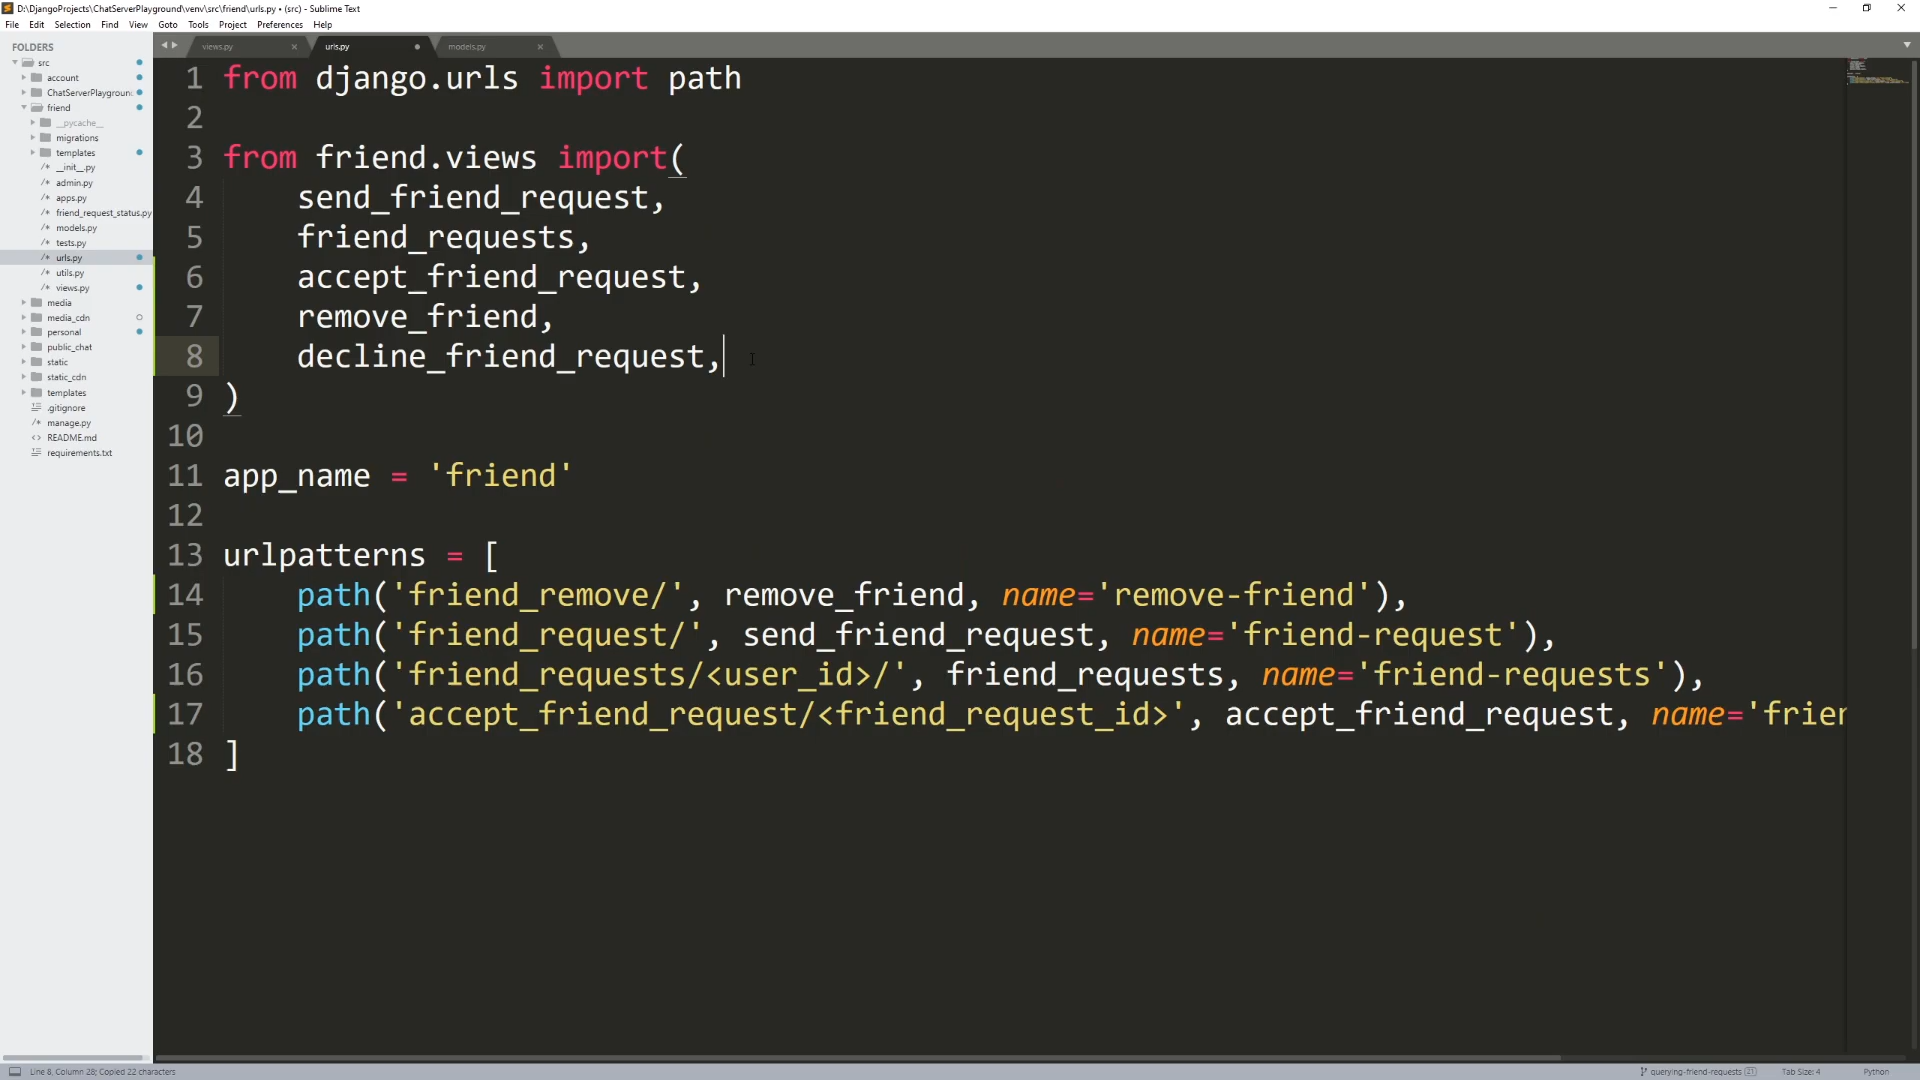 D:\DjangoProjects\ChatServerPlayground\venv\src\friend\urls.py • (src) - Sublime Text
File Edit Selection Find View Goto Tools Project Preferences Help
FOLDERS
src
account
ChatServerPlayground
friend
__pycache__
migrations
templates
__init__.py
admin.py
apps.py
friend_request_status.py
models.py
tests.py
urls.py
utils.py
views.py
media
media_cdn
personal
public_chat
static
static_cdn
templates
.gitignore
manage.py
README.md
requirements.txt
views.py urls.py models.py
1 from django.urls import path
2
3 from friend.views import(
4 send_friend_request,
5 friend_requests,
6 accept_friend_request,
7 remove_friend,
8 decline_friend_request,
9 )
10
11 app_name = 'friend'
12
13 urlpatterns = [
14 path('friend_remove/', remove_friend, name='remove-friend'),
15 path('friend_request/', send_friend_request, name='friend-request'),
16 path('friend_requests/<user_id>/', friend_requests, name='friend-requests'),
17 path('accept_friend_request/<friend_request_id>', accept_friend_request, name='frien
18 ]
Line 8, Column 28; Copied 22 characters
querying-friend-requests 21 Tab Size: 4 Python